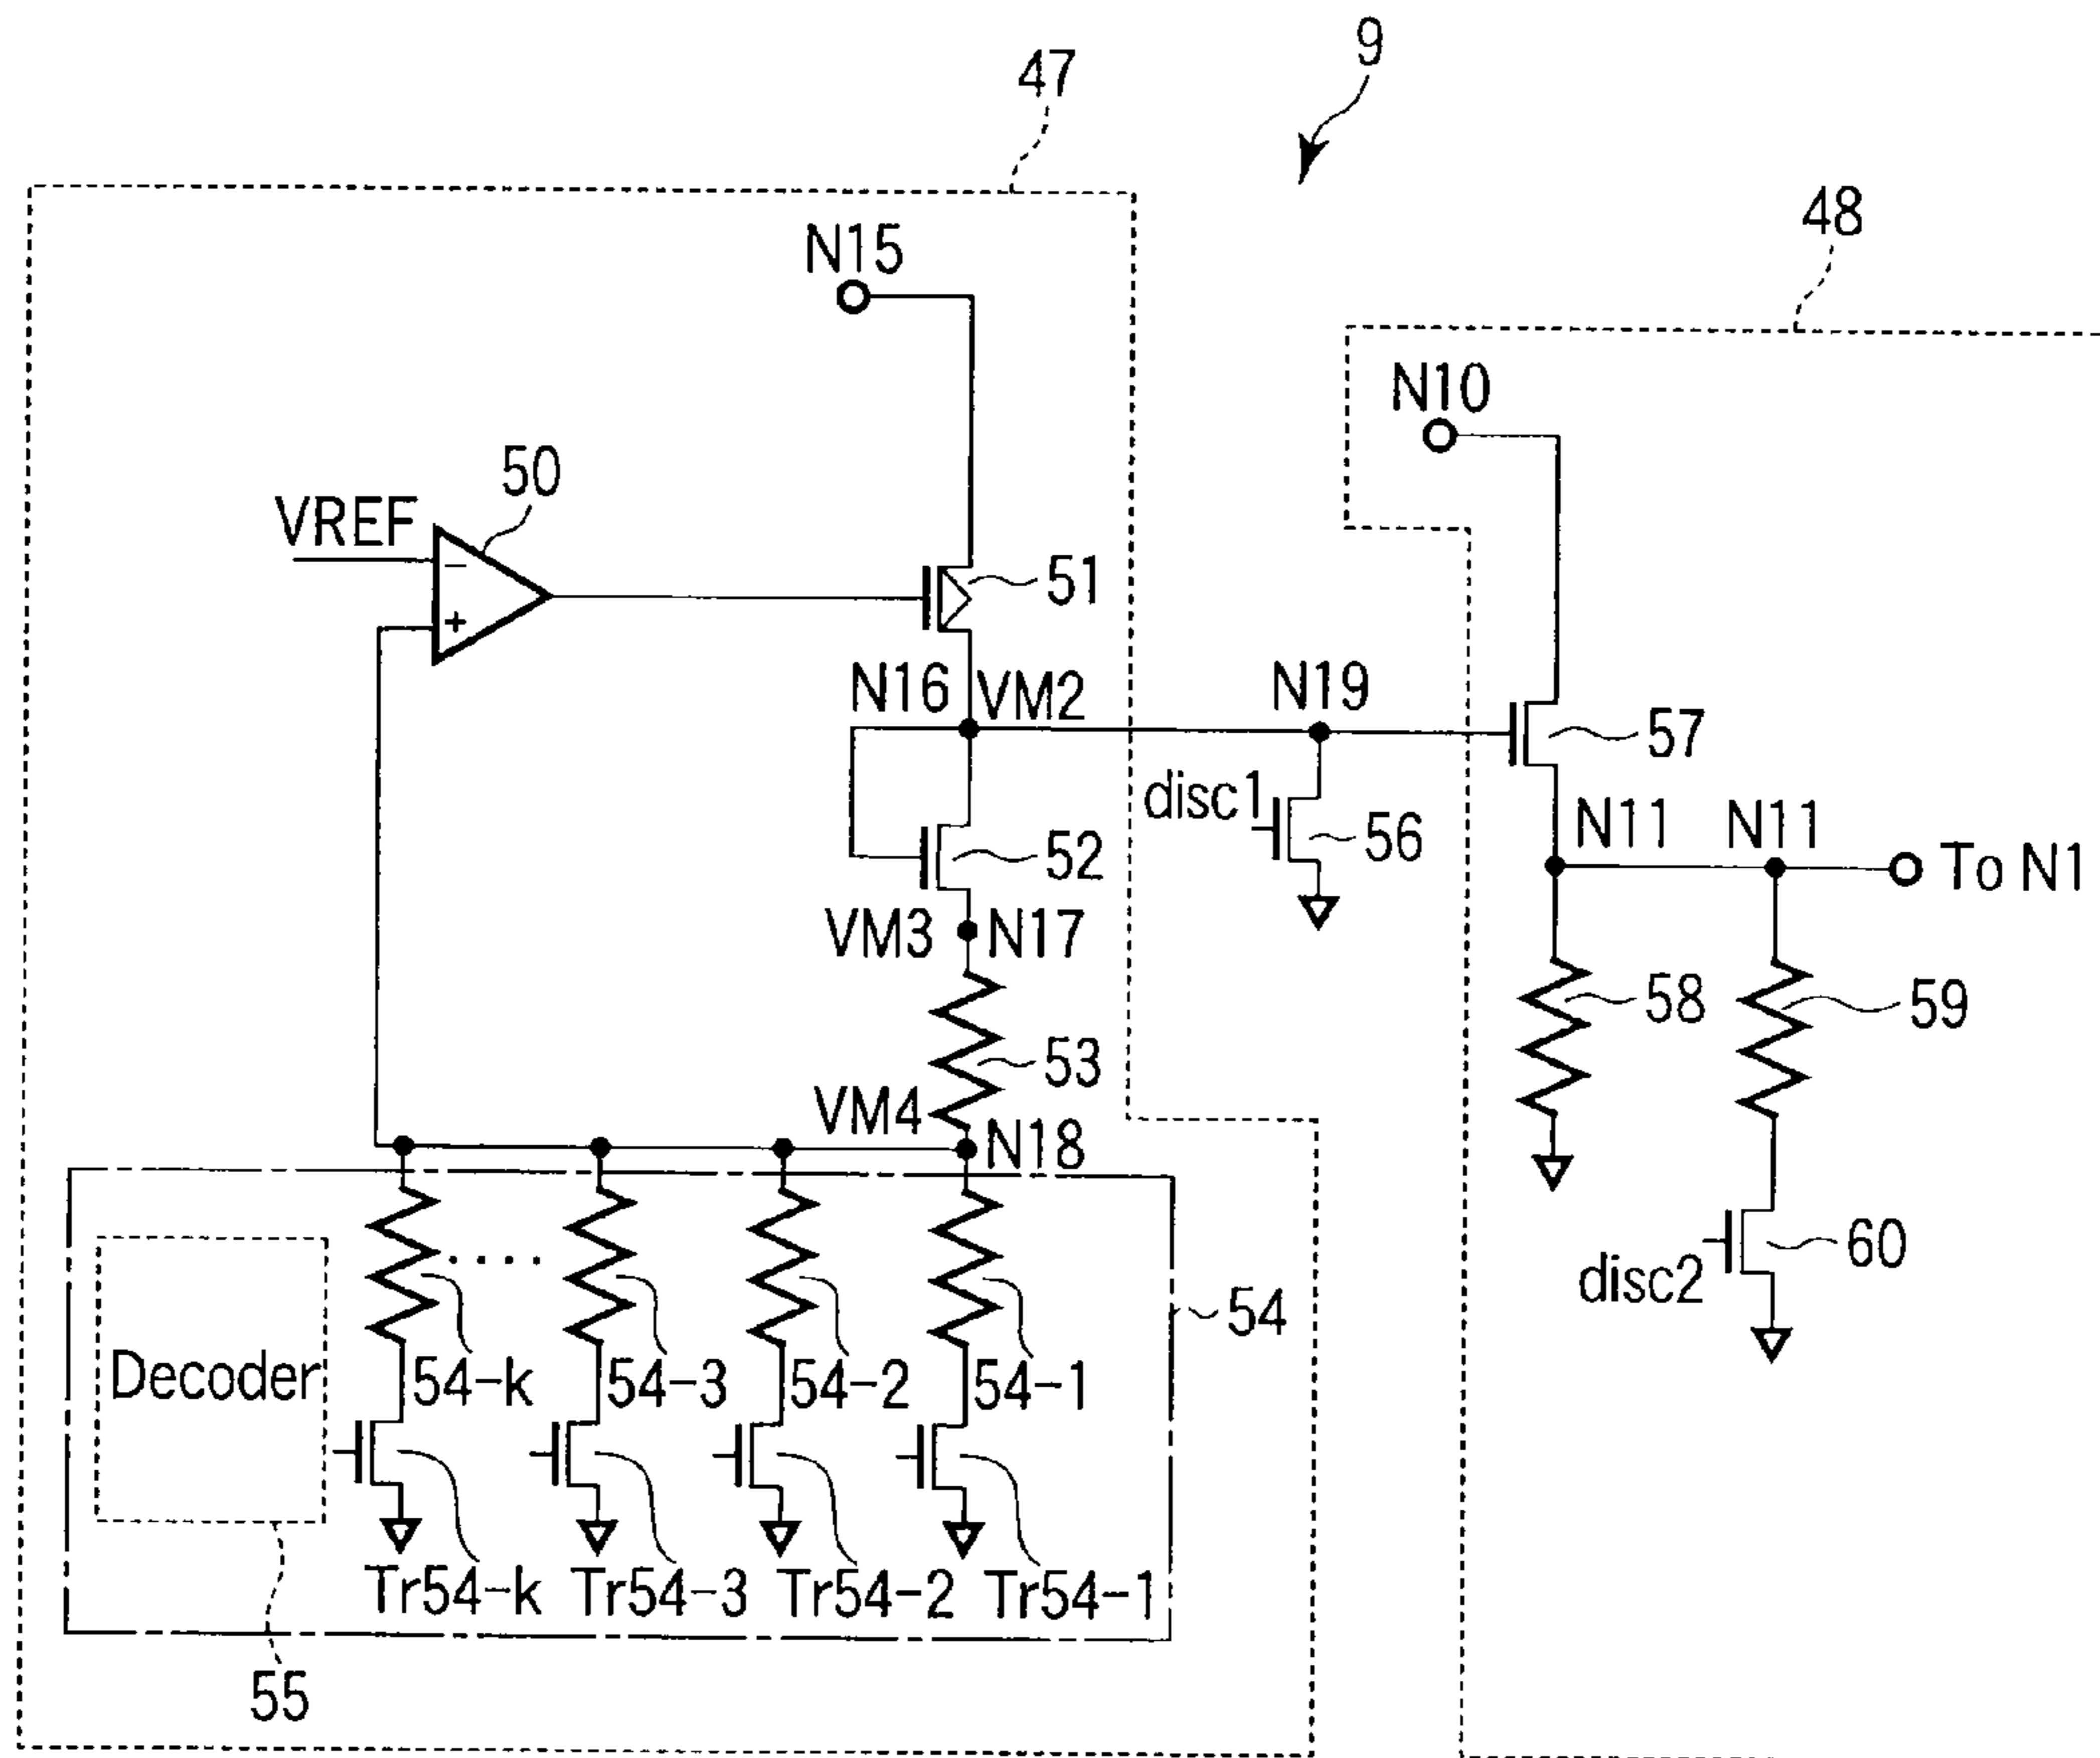 9
47
48
N15
N10
50
VREF
−
+
51
N16 VM2
N19
57
disc1
56
52
N11 N11
To N1
VM3 N17
58
59
53
VM4
N18
60
disc2
54
Decoder
54-k
54-3
54-2
54-1
Tr54-k
Tr54-3
Tr54-2
Tr54-1
55